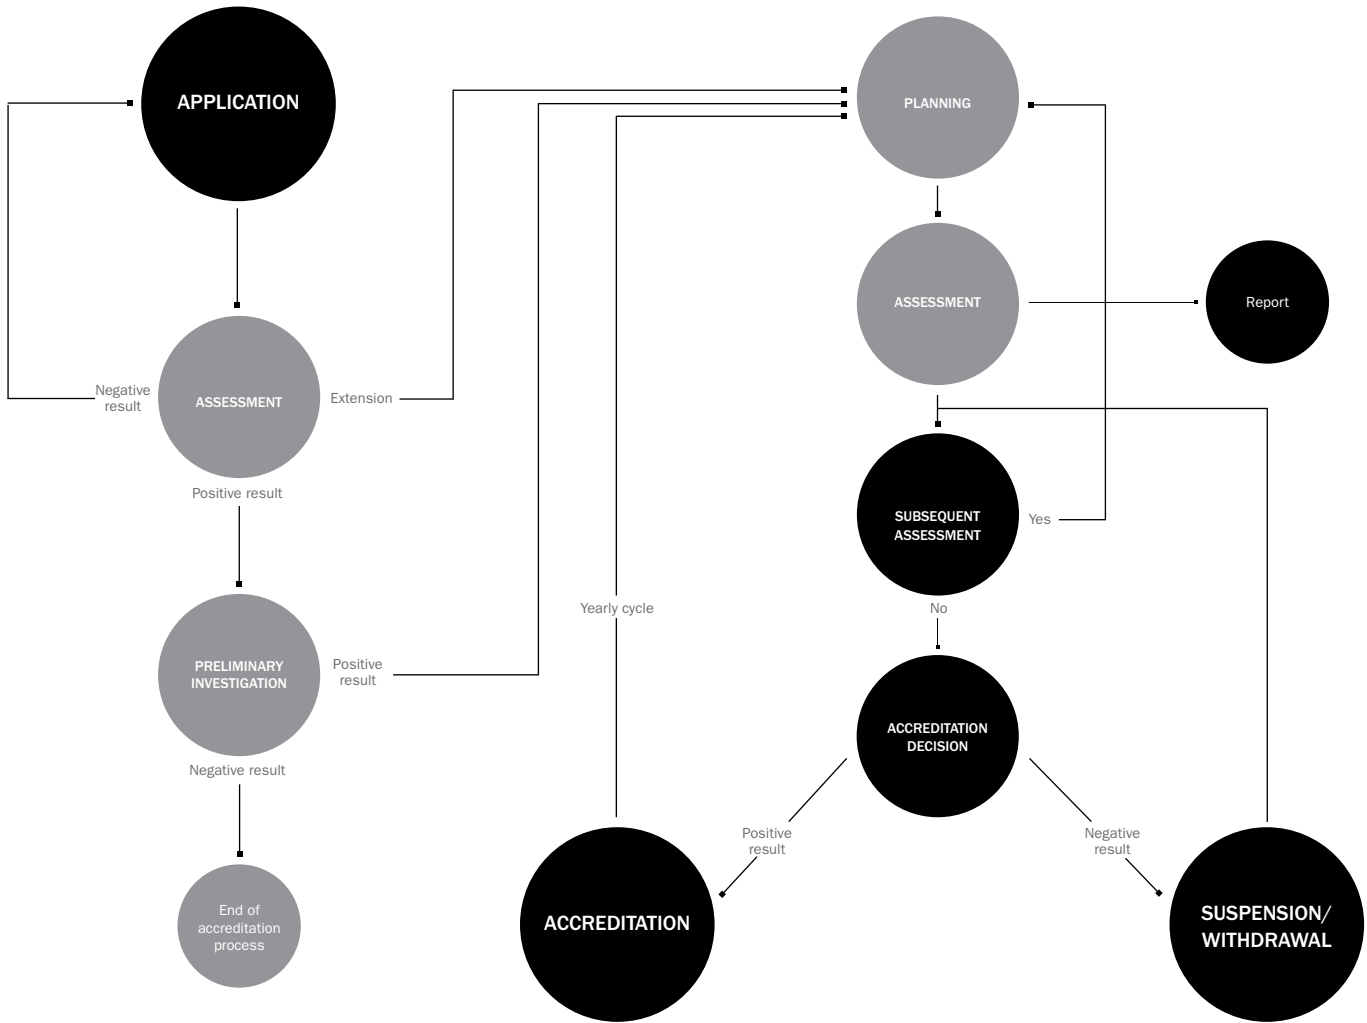 APPLICATION
PLANNING
ASSESSMENT
Report
Negative
result
ASSESSMENT
Extension
Positive result
SUBSEQUENT
ASSESSMENT
Yes
No
Yearly cycle
PRELIMINARY
INVESTIGATION
Positive
result
Negative result
ACCREDITATION
DECISION
Positive
result
Negative
result
End of
accreditation
process
ACCREDITATION
SUSPENSION/
WITHDRAWAL